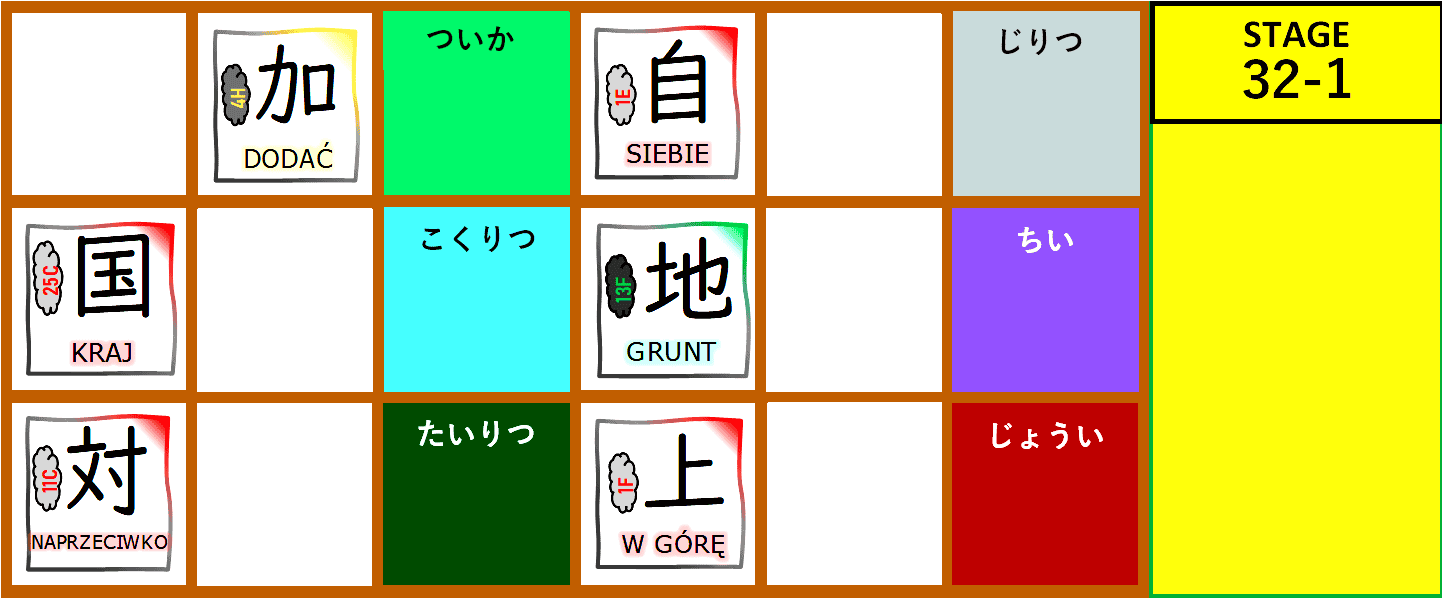 4H
加
DODAĆ
ついか
1E
自
SIEBIE
じりつ
STAGE
32-1
25C
国
KRAJ
こくりつ
13F
地
GRUNT
ちい
11C
対
NAPRZECIWKO
たいりつ
1F
上
W GÓRĘ
じょうい